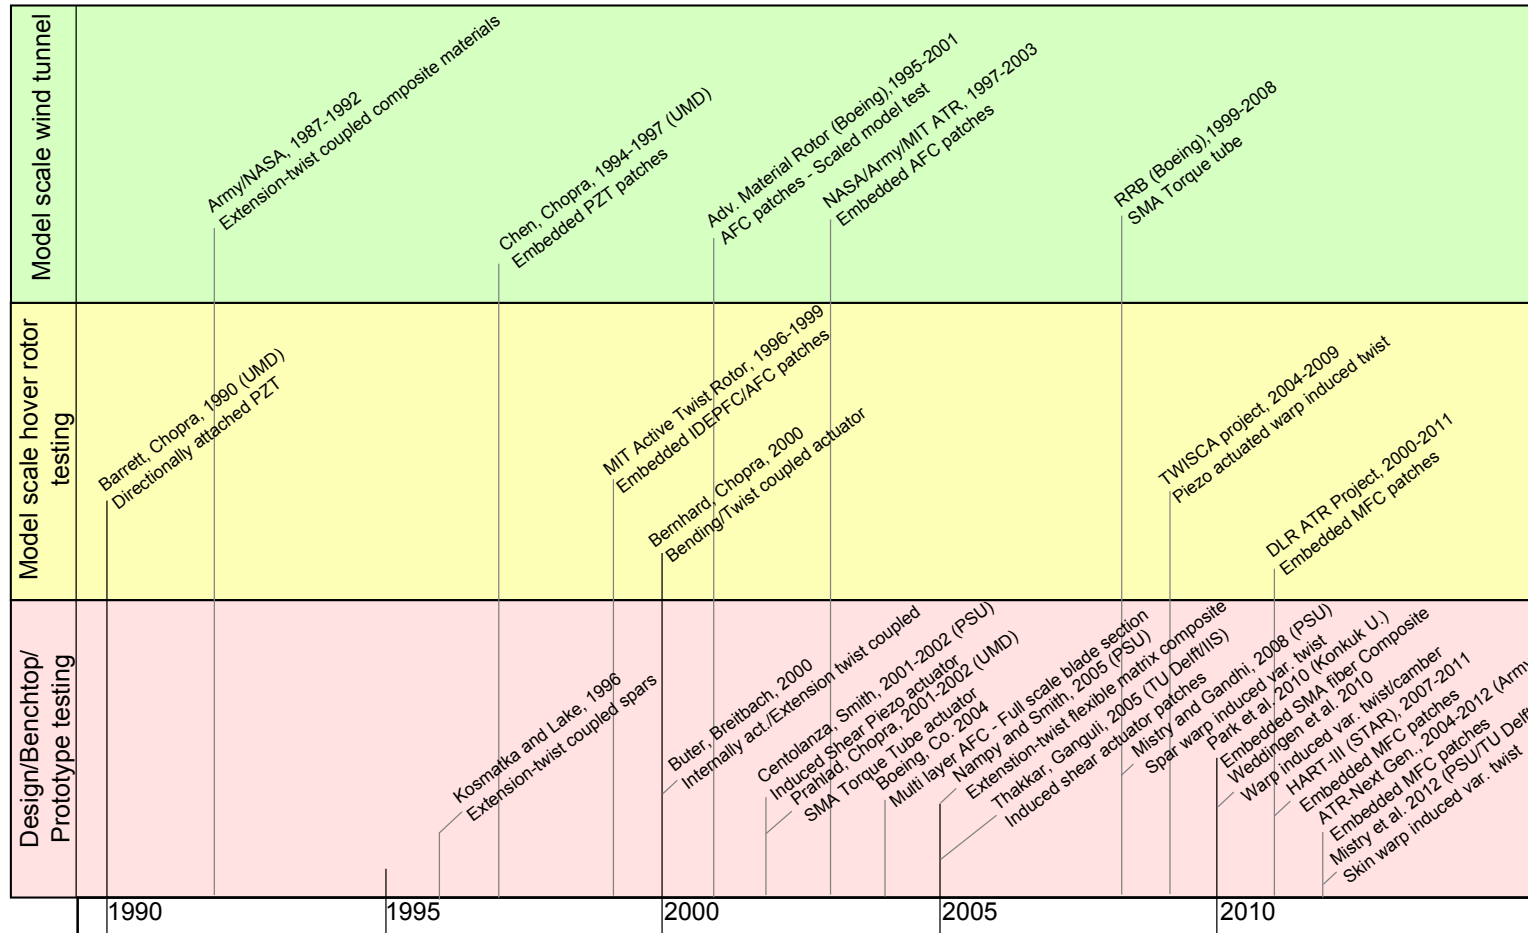 Model scale wind tunnel
Army/NASA, 1987-1992
Extension-twist coupled composite materials
Chen, Chopra, 1994-1997 (UMD)
Embedded PZT patches
Adv. Material Rotor (Boeing),1995-2001
AFC patches - Scaled model test
NASA/Army/MIT ATR, 1997-2003
Embedded AFC patches
RRB (Boeing),1999-2008
SMA Torque tube
Model scale hover rotor
testing
Barrett, Chopra, 1990 (UMD)
Directionally attached PZT
MIT Active Twist Rotor, 1996-1999
Embedded IDEPFC/AFC patches
Bernhard, Chopra, 2000
Bending/Twist coupled actuator
TWISCA project, 2004-2009
Piezo actuated warp induced twist
DLR ATR Project, 2000-2011
Embedded MFC patches
Design/Benchtop/
Prototype testing
Kosmatka and Lake, 1996
Extension-twist coupled spars
Buter, Breitbach, 2000
Internally act./Extension twist coupled
Centolanza, Smith, 2001-2002 (PSU)
Induced Shear Piezo actuator
Prahlad, Chopra, 2001-2002 (UMD)
SMA Torque Tube actuator
Boeing, Co. 2004
Multi layer AFC - Full scale blade section
Nampy and Smith, 2005 (PSU)
Extenstion-twist flexible matrix composite
Thakkar, Ganguli, 2005 (TU Delft/IIS)
Induced shear actuator patches
Mistry and Gandhi, 2008 (PSU)
Spar warp induced var. twist
Park et al. 2010 (Konkuk U.)
Embedded SMA fiber Composite
Weddingen et al. 2010
Warp induced var. twist/camber
HART-III (STAR), 2007-2011
Embedded MFC patches
ATR-Next Gen., 2004-2012 (Army
Embedded MFC patches
Mistry et al. 2012 (PSU/TU Delf
Skin warp induced var. twist
1990
1995
2000
2005
2010